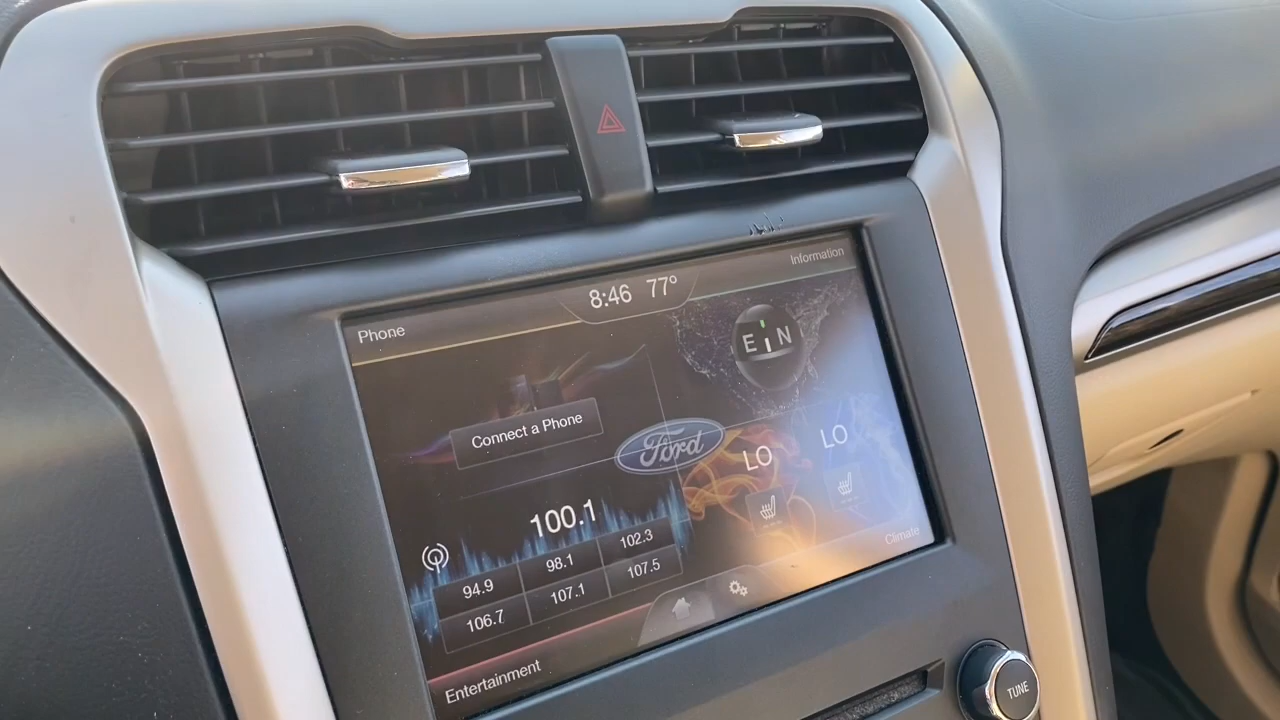 8:46 77°
Information
Phone
E N
Connect a Phone
Ford
LO
LO
100.1
94.9 98.1 102.3
106.7 107.1 107.5
Climate
Entertainment
TUNE